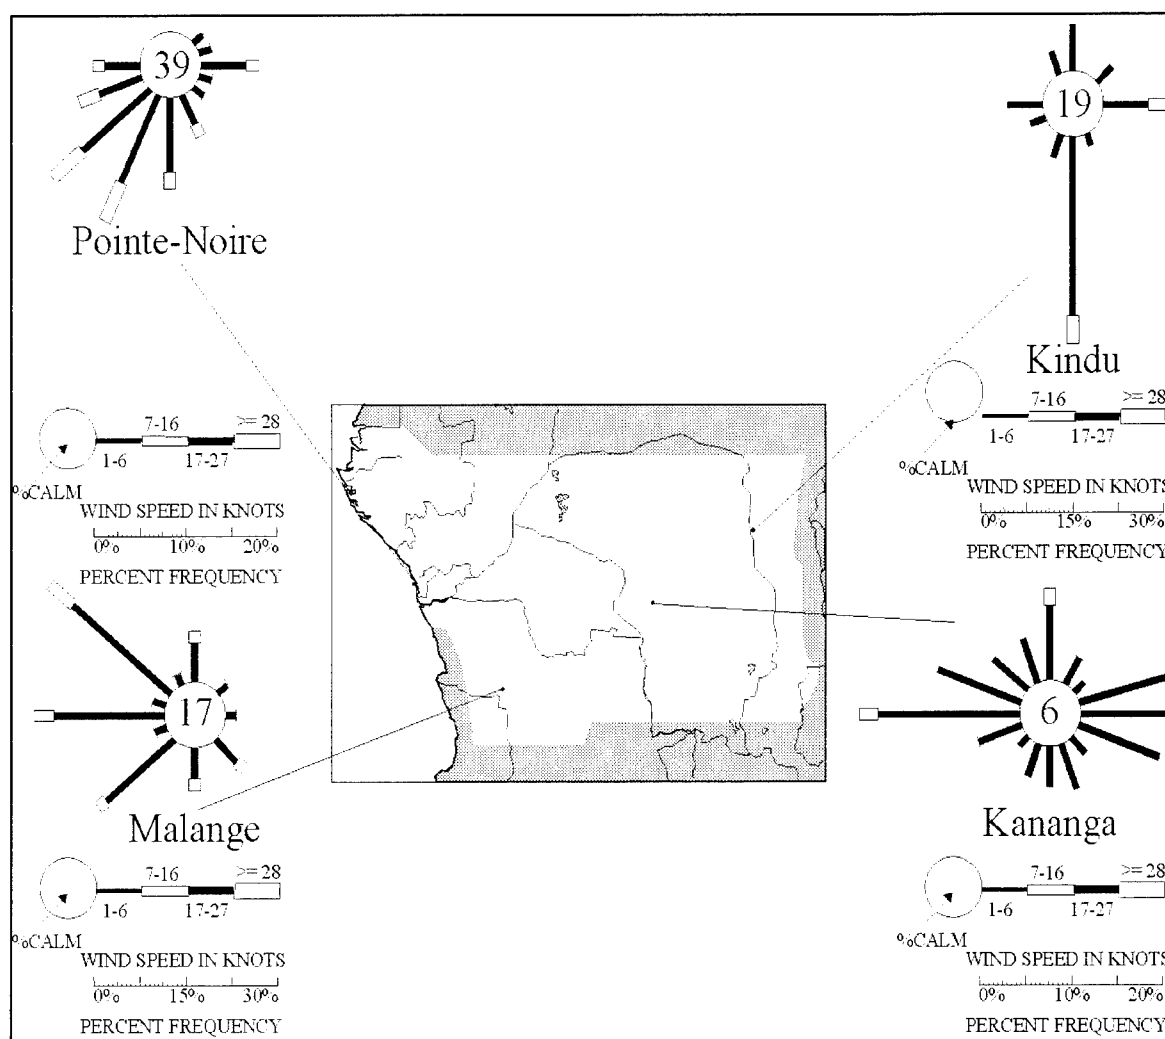 39
Pointe-Noire
7-16 >= 28
1-6 17-27
%CALM
WIND SPEED IN KNOTS
0% 10% 20%
PERCENT FREQUENCY
19
Kindu
7-16 >= 28
1-6 17-27
%CALM
WIND SPEED IN KNOTS
0% 15% 30%
PERCENT FREQUENCY
17
Malange
7-16 >= 28
1-6 17-27
%CALM
WIND SPEED IN KNOTS
0% 15% 30%
PERCENT FREQUENCY
6
Kananga
7-16 >= 28
1-6 17-27
%CALM
WIND SPEED IN KNOTS
0% 10% 20%
PERCENT FREQUENCY